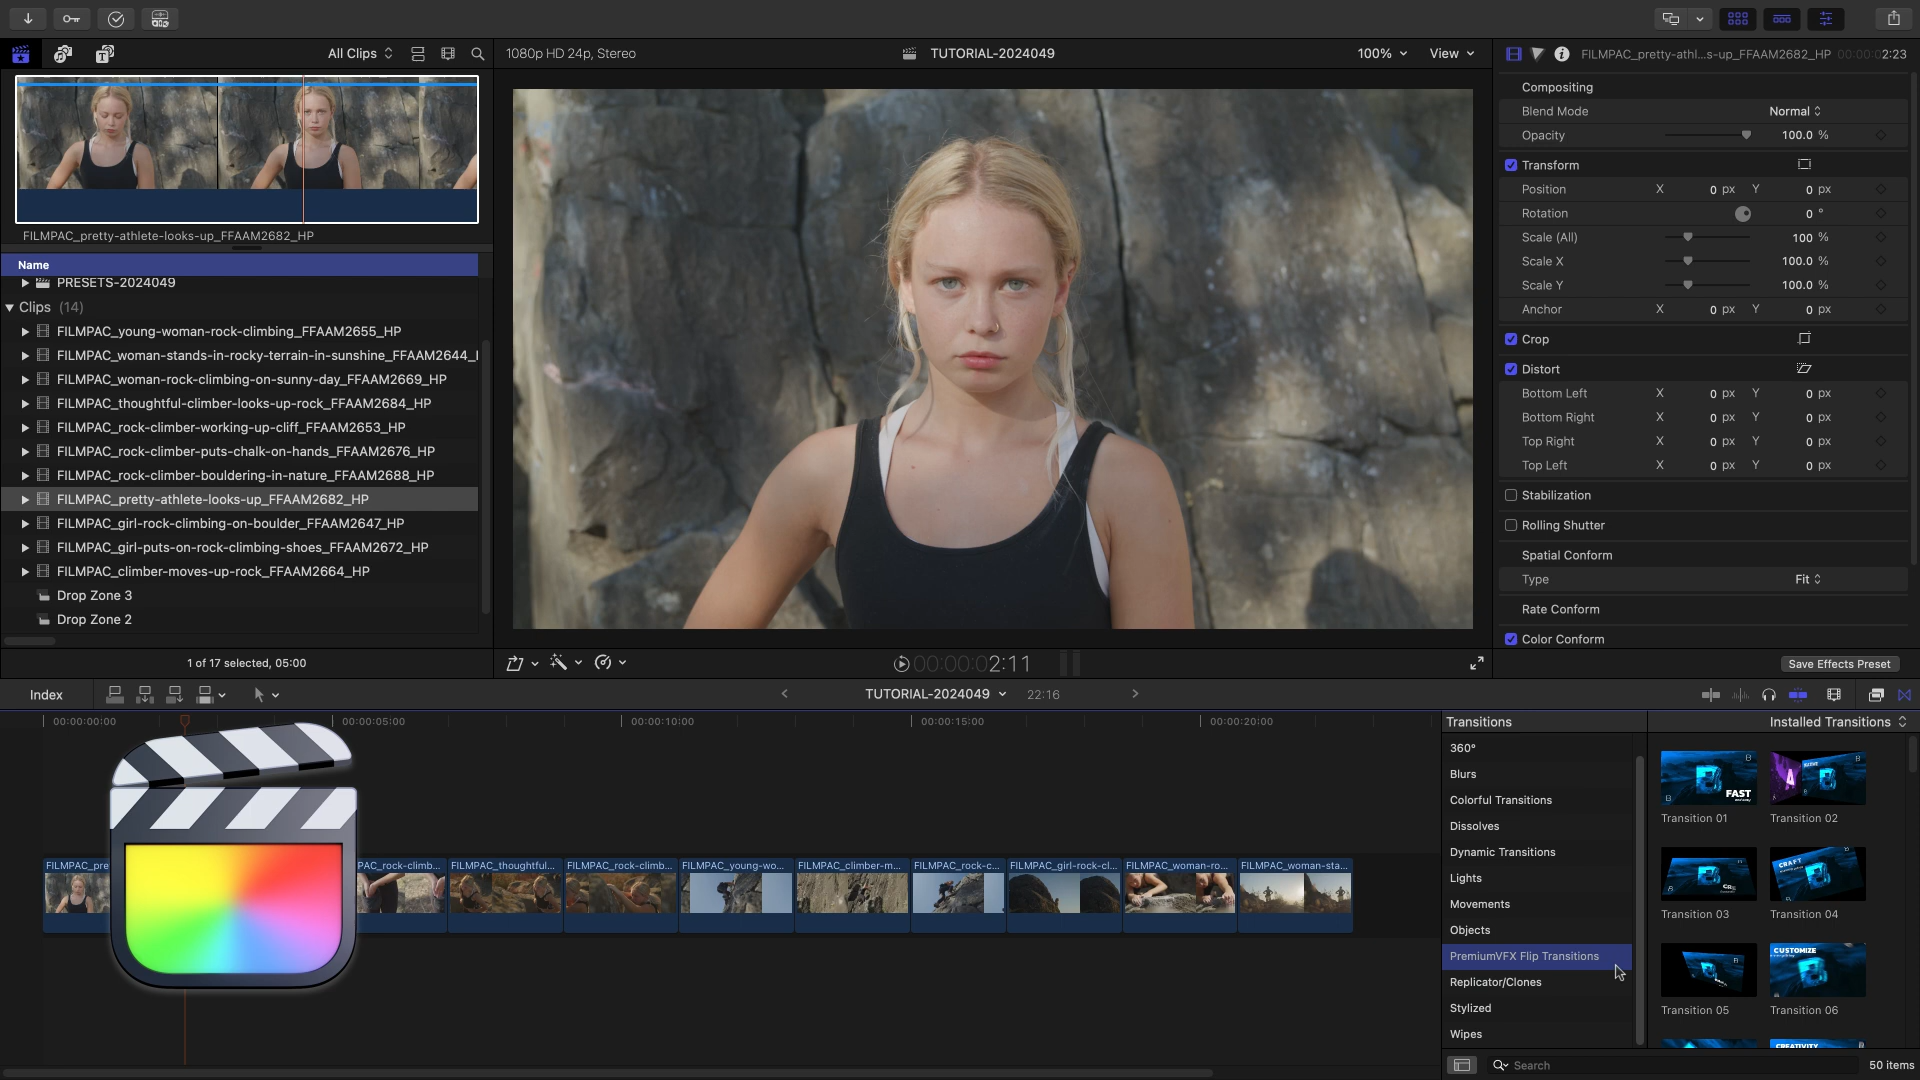 All Clips
1080p HD 24p, Stereo
TUTORIAL-2024049
100%
View
FILMPAC_pretty-athl...s-up_FFAAM2682_HP
00:00:02:23
FILMPAC_pretty-athlete-looks-up_FFAAM2682_HP
Name
PRESETS-2024049
Clips (14)
FILMPAC_young-woman-rock-climbing_FFAAM2655_HP
FILMPAC_woman-stands-in-rocky-terrain-in-sunshine_FFAAM2644_
FILMPAC_woman-rock-climbing-on-sunny-day_FFAAM2669_HP
FILMPAC_thoughtful-climber-looks-up-rock_FFAAM2684_HP
FILMPAC_rock-climber-working-up-cliff_FFAAM2653_HP
FILMPAC_rock-climber-puts-chalk-on-hands_FFAAM2676_HP
FILMPAC_rock-climber-bouldering-in-nature_FFAAM2688_HP
FILMPAC_pretty-athlete-looks-up_FFAAM2682_HP
FILMPAC_girl-rock-climbing-on-boulder_FFAAM2647_HP
FILMPAC_girl-puts-on-rock-climbing-shoes_FFAAM2672_HP
FILMPAC_climber-moves-up-rock_FFAAM2664_HP
Drop Zone 3
Drop Zone 2
1 of 17 selected, 05:00
00:00:02:11
Compositing
Blend Mode Normal
Opacity 100.0 %
Transform
Position X 0 px Y 0 px
Rotation 0 °
Scale (All) 100 %
Scale X 100.0 %
Scale Y 100.0 %
Anchor X 0 px Y 0 px
Crop
Distort
Bottom Left X 0 px Y 0 px
Bottom Right X 0 px Y 0 px
Top Right X 0 px Y 0 px
Top Left X 0 px Y 0 px
Stabilization
Rolling Shutter
Spatial Conform
Type Fit
Rate Conform
Color Conform
Save Effects Preset
Index
TUTORIAL-2024049
22:16
00:00:00:00
00:00:05:00
00:00:10:00
00:00:15:00
00:00:20:00
FILMPAC_pre
PAC_rock-climb...
FILMPAC_thoughtful...
FILMPAC_rock-climb...
FILMPAC_young-wo...
FILMPAC_climber-m...
FILMPAC_rock-c...
FILMPAC_girl-rock-cl...
FILMPAC_woman-ro...
FILMPAC_woman-sta...
Transitions
360°
Blurs
Colorful Transitions
Dissolves
Dynamic Transitions
Lights
Movements
Objects
PremiumVFX Flip Transitions
Replicator/Clones
Stylized
Wipes
Installed Transitions
FAST
Transition 01
A
Transition 02
Transition 03
CRAFT
Transition 04
Transition 05
CUSTOMIZE
Transition 06
CREATIVITY
Search
50 items